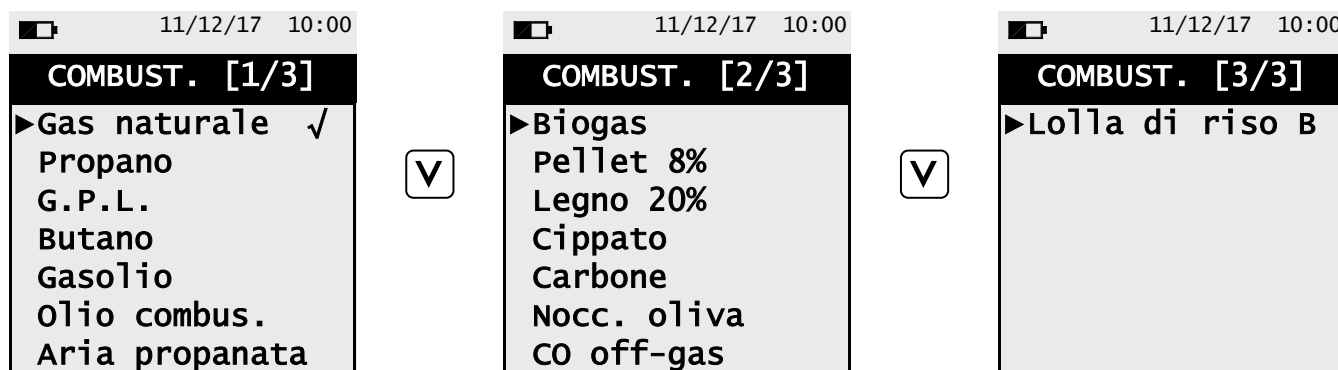 11/12/17 10:00
COMBUST. [1/3]
▶Gas naturale √
Propano
G.P.L.
Butano
Gasolio
Olio combus.
Aria propanata
V
11/12/17 10:00
COMBUST. [2/3]
▶Biogas
Pellet 8%
Legno 20%
Cippato
Carbone
Nocc. oliva
CO off-gas
V
11/12/17 10:00
COMBUST. [3/3]
▶Lolla di riso B